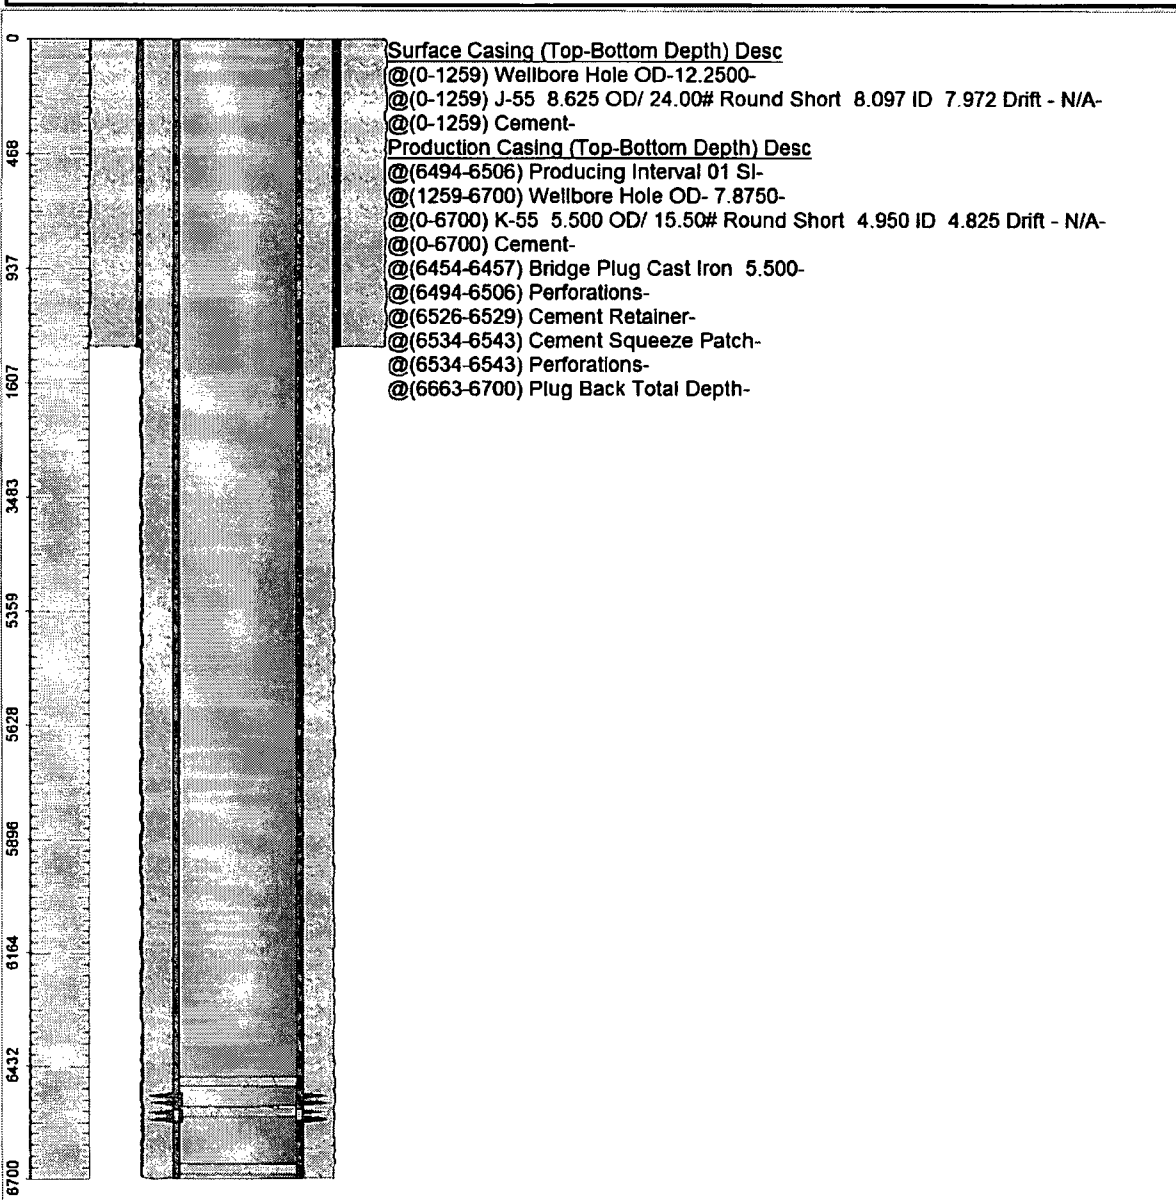 Surface Casing (Top-Bottom Depth) Desc
@(0-1259) Wellbore Hole OD-12.2500-
@(0-1259) J-55 8.625 OD/ 24.00# Round Short 8.097 ID 7.972 Drift - N/A-
@(0-1259) Cement-
Production Casing (Top-Bottom Depth) Desc
@(6494-6506) Producing Interval 01 SI-
@(1259-6700) Wellbore Hole OD- 7.8750-
@(0-6700) K-55 5.500 OD/ 15.50# Round Short 4.950 ID 4.825 Drift - N/A-
@(0-6700) Cement-
@(6454-6457) Bridge Plug Cast Iron 5.500-
@(6494-6506) Perforations-
@(6526-6529) Cement Retainer-
@(6534-6543) Cement Squeeze Patch-
@(6534-6543) Perforations-
@(6663-6700) Plug Back Total Depth-
0
468
937
1607
3483
5359
5628
5896
6164
6432
6700